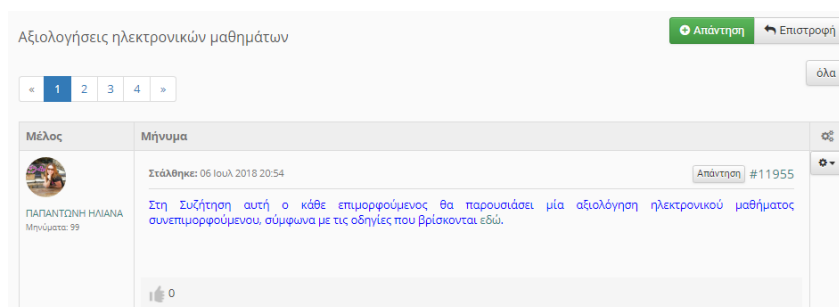 Αξιολογήσεις ηλεκτρονικών μαθημάτων
Απάντηση
Επιστροφή
όλα
« 1 2 3 4 »
Μέλος
Μήνυμα
Στάλθηκε: 06 Ιουλ 2018 20:54
Απάντηση #11955
ΠΑΠΑΝΤΩΝΗ ΗΛΙΑΝΑ
Μηνύματα: 99
Στη Συζήτηση αυτή ο κάθε επιμορφούμενος θα παρουσιάσει μία αξιολόγηση ηλεκτρονικού μαθήματος
συνεπιμορφούμενου, σύμφωνα με τις οδηγίες που βρίσκονται εδώ.
0